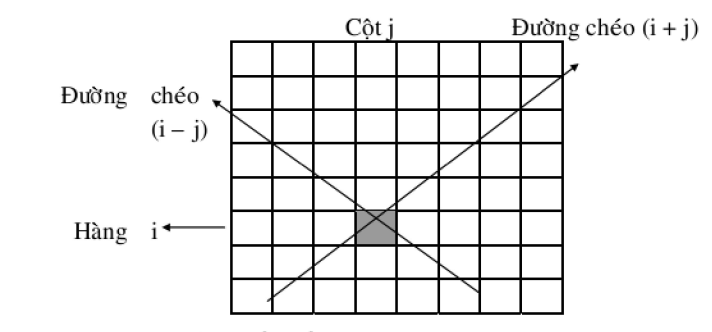 Cột j
Đường chéo (i + j)
Đường chéo
(i – j)
Hàng i